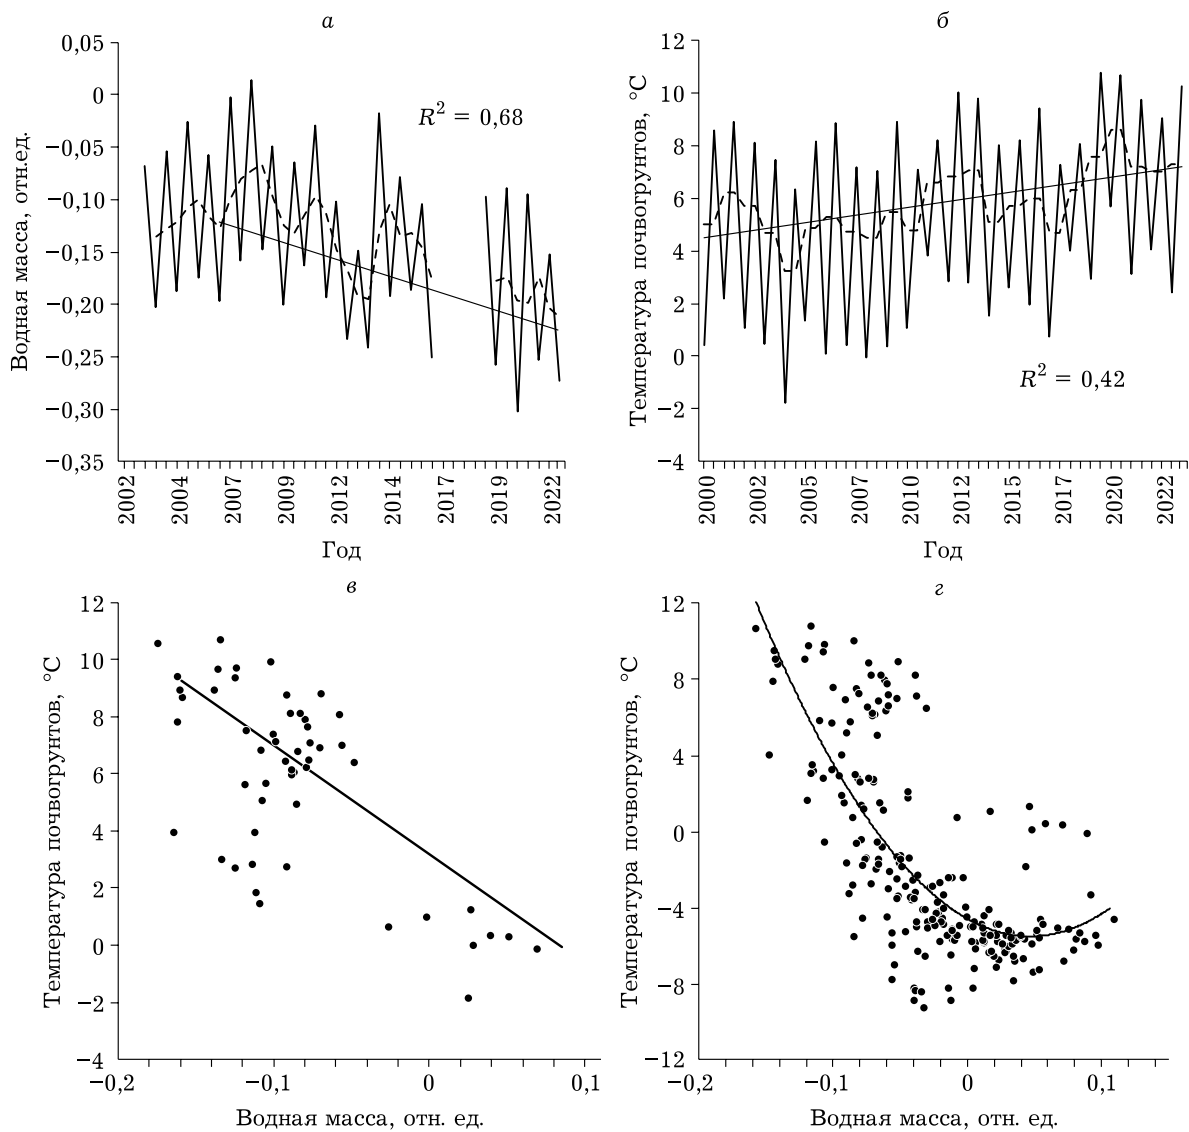 а
0,05
0
−0,05
−0,10
−0,15
−0,20
−0,25
−0,30
−0,35
Водная масса, отн.ед.
R² = 0,68
2002 2004 2007 2009 2012 2014 2017 2019 2022
Год
б
12
10
8
6
4
2
0
−2
−4
Температура почвогрунтов, °С
R² = 0,42
2000 2002 2005 2007 2010 2012 2015 2017 2020 2022
Год
в
12
10
8
6
4
2
0
−2
−4
Температура почвогрунтов, °С
−0,2 −0,1 0 0,1
Водная масса, отн. ед.
г
12
8
4
0
−4
−8
−12
Температура почвогрунтов, °С
−0,2 −0,1 0 0,1
Водная масса, отн. ед.